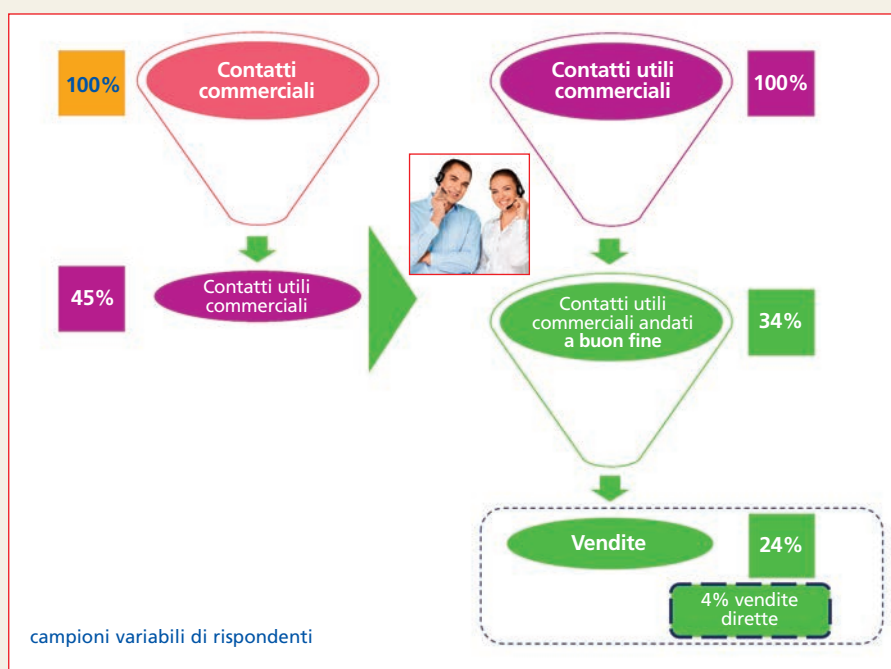 100%
Contatti
commerciali
Contatti utili
commerciali
100%
45%
Contatti utili
commerciali
Contatti utili
commerciali andati
a buon fine
34%
Vendite
24%
4% vendite
dirette
campioni variabili di rispondenti